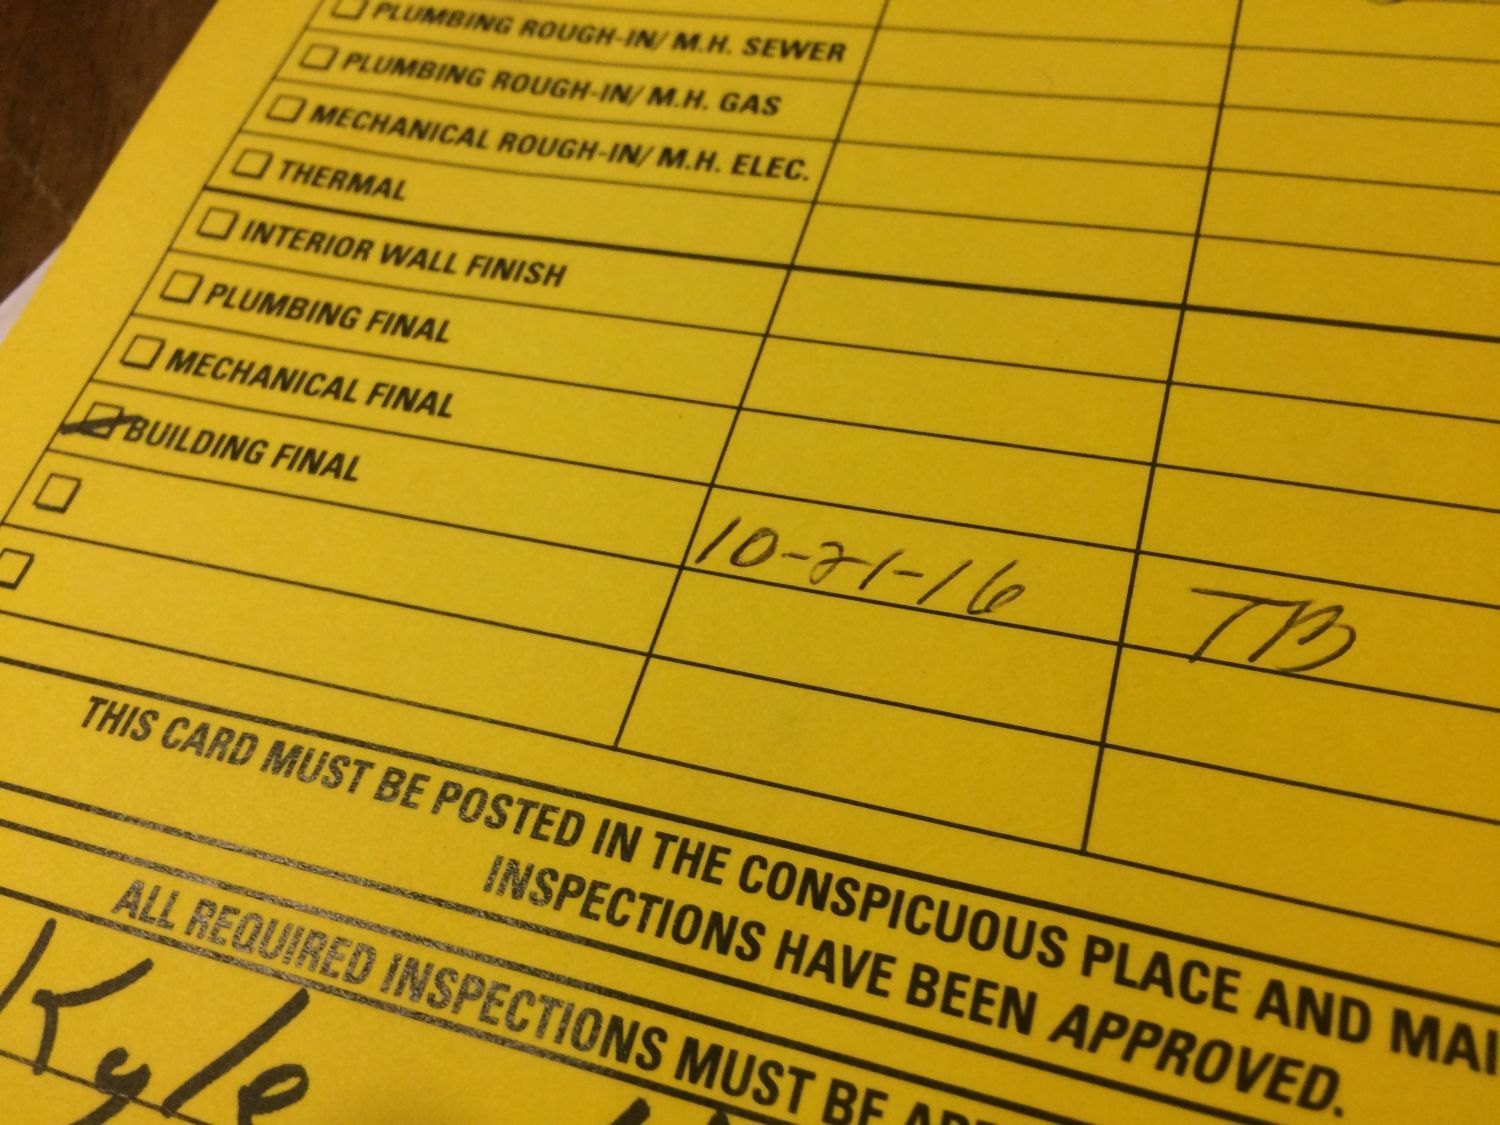 PLUMBING ROUGH-IN/ M.H. SEWER
PLUMBING ROUGH-IN/ M.H. GAS
MECHANICAL ROUGH-IN/ M.H. ELEC.
THERMAL
INTERIOR WALL FINISH
PLUMBING FINAL
MECHANICAL FINAL
BUILDING FINAL 10-21-16 TB
THIS CARD MUST BE POSTED IN THE CONSPICUOUS PLACE AND MAI
INSPECTIONS HAVE BEEN APPROVED.
ALL REQUIRED INSPECTIONS MUST BE
Kyle